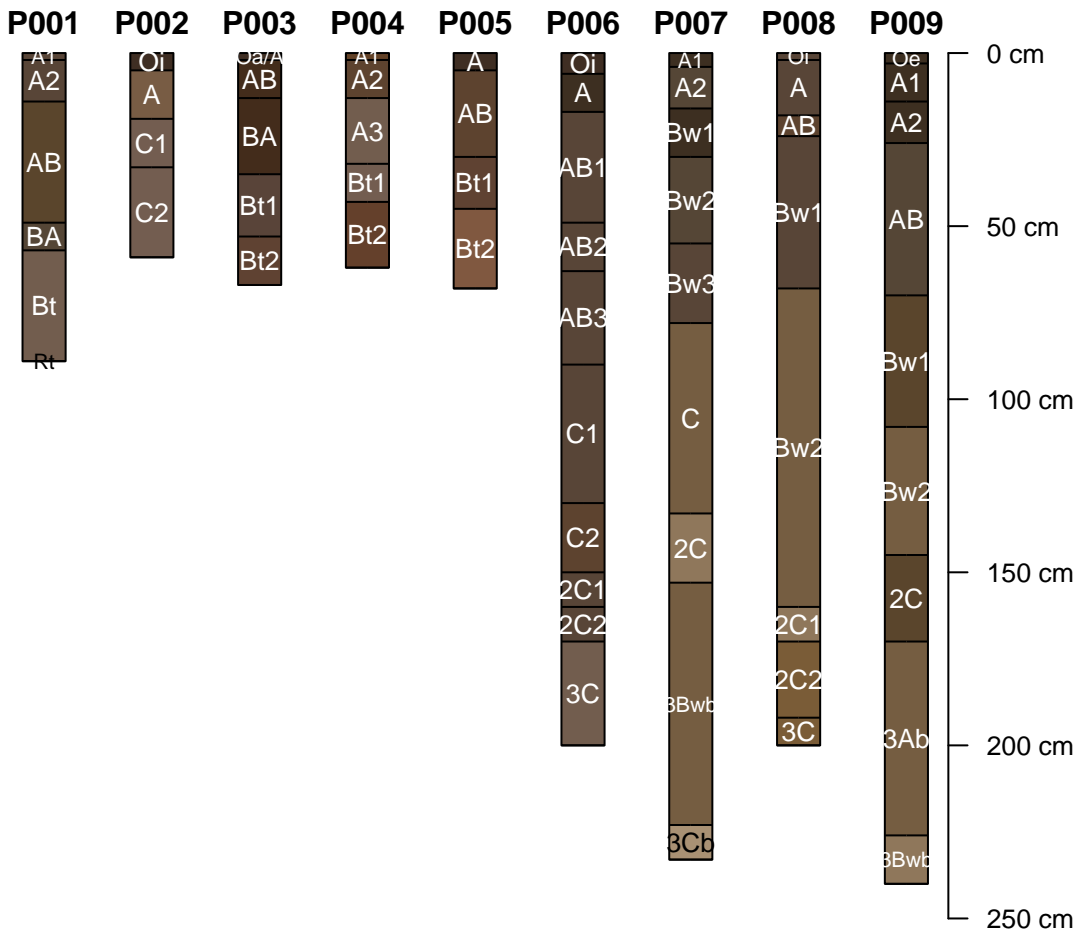 P001 P002 P003 P004 P005 P006 P007 P008 P009
A1
A2
AB
BA
Bt
Rt
Oi
A
C1
C2
Oa/A
AB
BA
Bt1
Bt2
A1
A2
A3
Bt1
Bt2
A
AB
Bt1
Bt2
Oi
A
AB1
AB2
AB3
C1
C2
2C1
2C2
3C
A1
A2
Bw1
Bw2
Bw3
C
2C
3Bwb
3Cb
Oi
A
AB
Bw1
Bw2
2C1
2C2
3C
Oe
A1
A2
AB
Bw1
Bw2
2C
3Ab
3Bwb
0 cm
50 cm
100 cm
150 cm
200 cm
250 cm